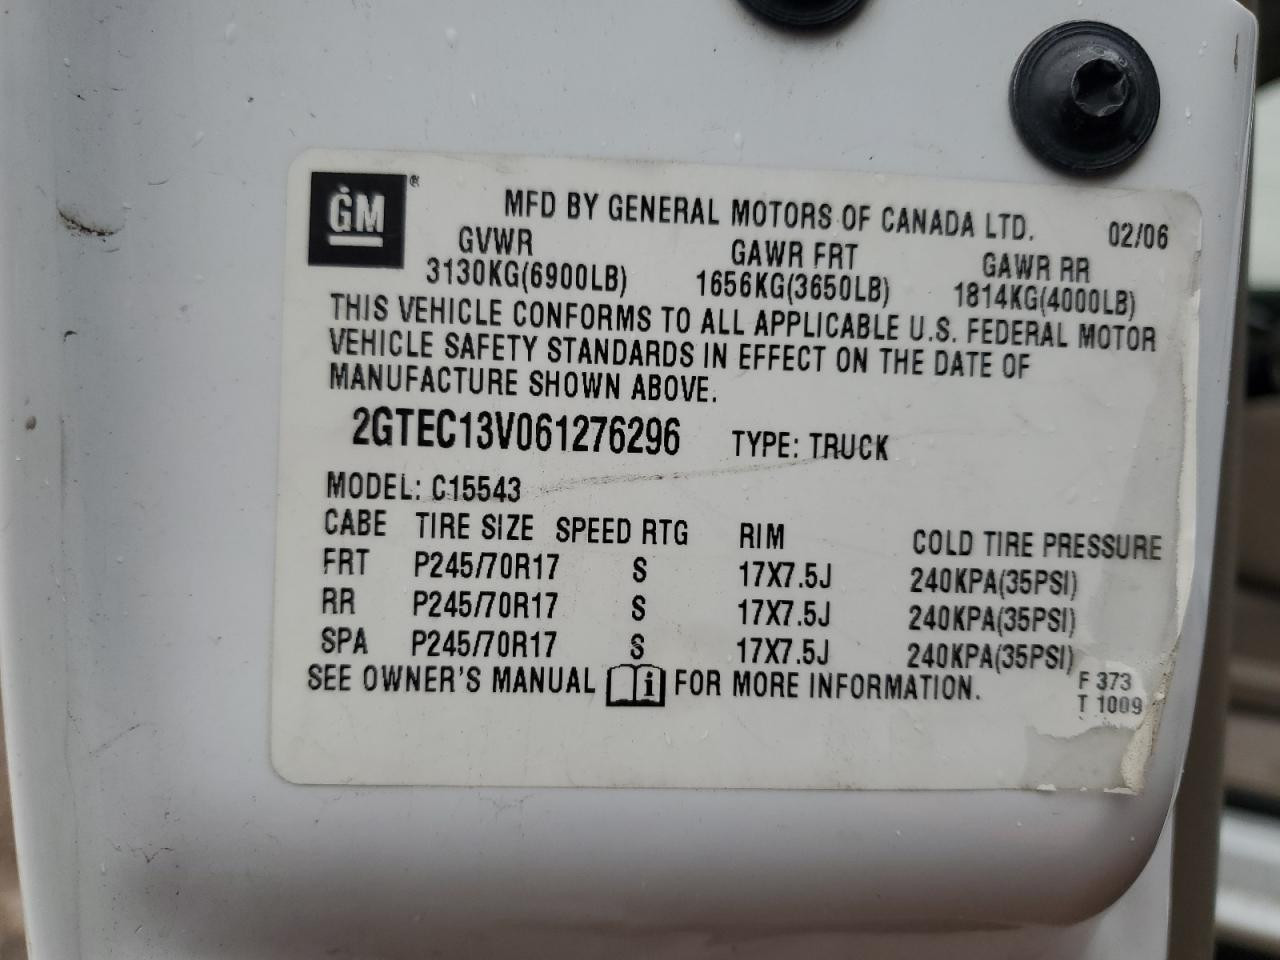 GM®
MFD BY GENERAL MOTORS OF CANADA LTD. 02/06
GVWR GAWR FRT GAWR RR
3130KG(6900LB) 1656KG(3650LB) 1814KG(4000LB)
THIS VEHICLE CONFORMS TO ALL APPLICABLE U.S. FEDERAL MOTOR
VEHICLE SAFETY STANDARDS IN EFFECT ON THE DATE OF
MANUFACTURE SHOWN ABOVE.
2GTEC13V061276296 TYPE: TRUCK
MODEL: C15543
CABE TIRE SIZE SPEED RTG RIM COLD TIRE PRESSURE
FRT P245/70R17 S 17X7.5J 240KPA(35PSI)
RR P245/70R17 S 17X7.5J 240KPA(35PSI)
SPA P245/70R17 S 17X7.5J 240KPA(35PSI)
SEE OWNER'S MANUAL i FOR MORE INFORMATION.
F 373
T 1009